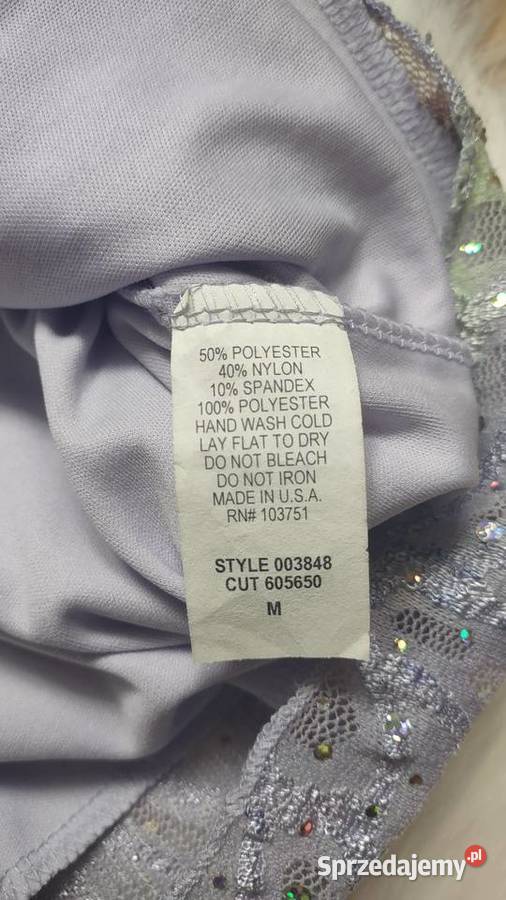 50% POLYESTER
40% NYLON
10% SPANDEX
100% POLYESTER
HAND WASH COLD
LAY FLAT TO DRY
DO NOT BLEACH
DO NOT IRON
MADE IN U.S.A.
RN# 103751
STYLE 003848
CUT 605650
M
Sprzedajemy.pl